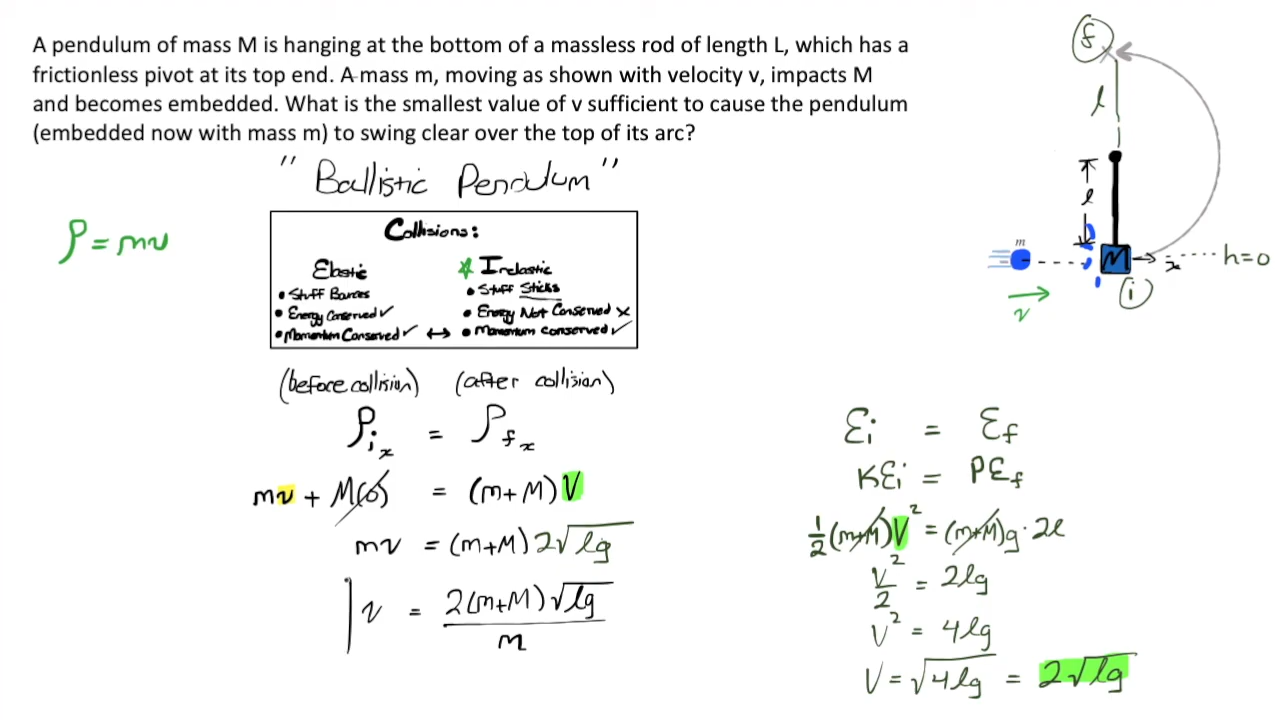 A pendulum of mass M is hanging at the bottom of a massless rod of length L, which has a
frictionless pivot at its top end. A mass m, moving as shown with velocity v, impacts M
and becomes embedded. What is the smallest value of v sufficient to cause the pendulum
(embedded now with mass m) to swing clear over the top of its arc?
"Ballistic Pendulum"
P = mv
Collisions:
Elastic
• Stuff Bounces
• Energy Conserved ✓
• Momentum Conserved ✓ ↔
☆ Inelastic
• Stuff Sticks
• Energy Not Conserved ×
• Momentum conserved ✓
(before collision) (after collision)
P_{i_x} = P_{f_x}
mv + M(0) = (m+M)V
mv = (m+M)2√lg
v = 2(m+M)√lg / m
f
l
l
m
M → x h=0
i
v
Ei = Ef
KEi = PEf
1/2(m+M)V² = (m+M)g·2l
V²/2 = 2lg
V² = 4lg
V = √4lg = 2√lg